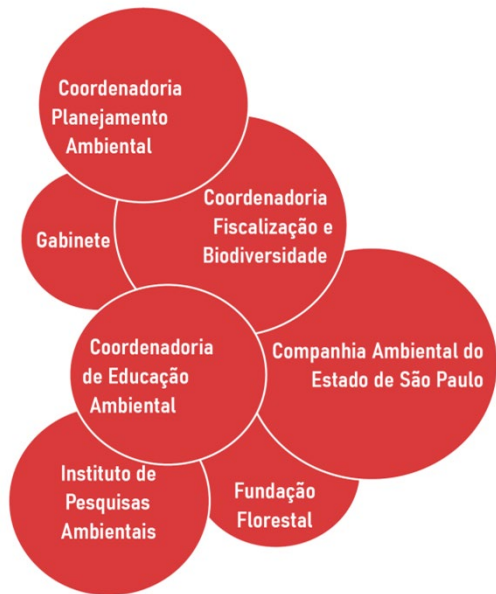 Coordenadoria
Planejamento
Ambiental
Coordenadoria
Fiscalização e
Biodiversidade
Gabinete
Coordenadoria
de Educação
Ambiental
Companhia Ambiental do
Estado de São Paulo
Instituto de
Pesquisas
Ambientais
Fundação
Florestal